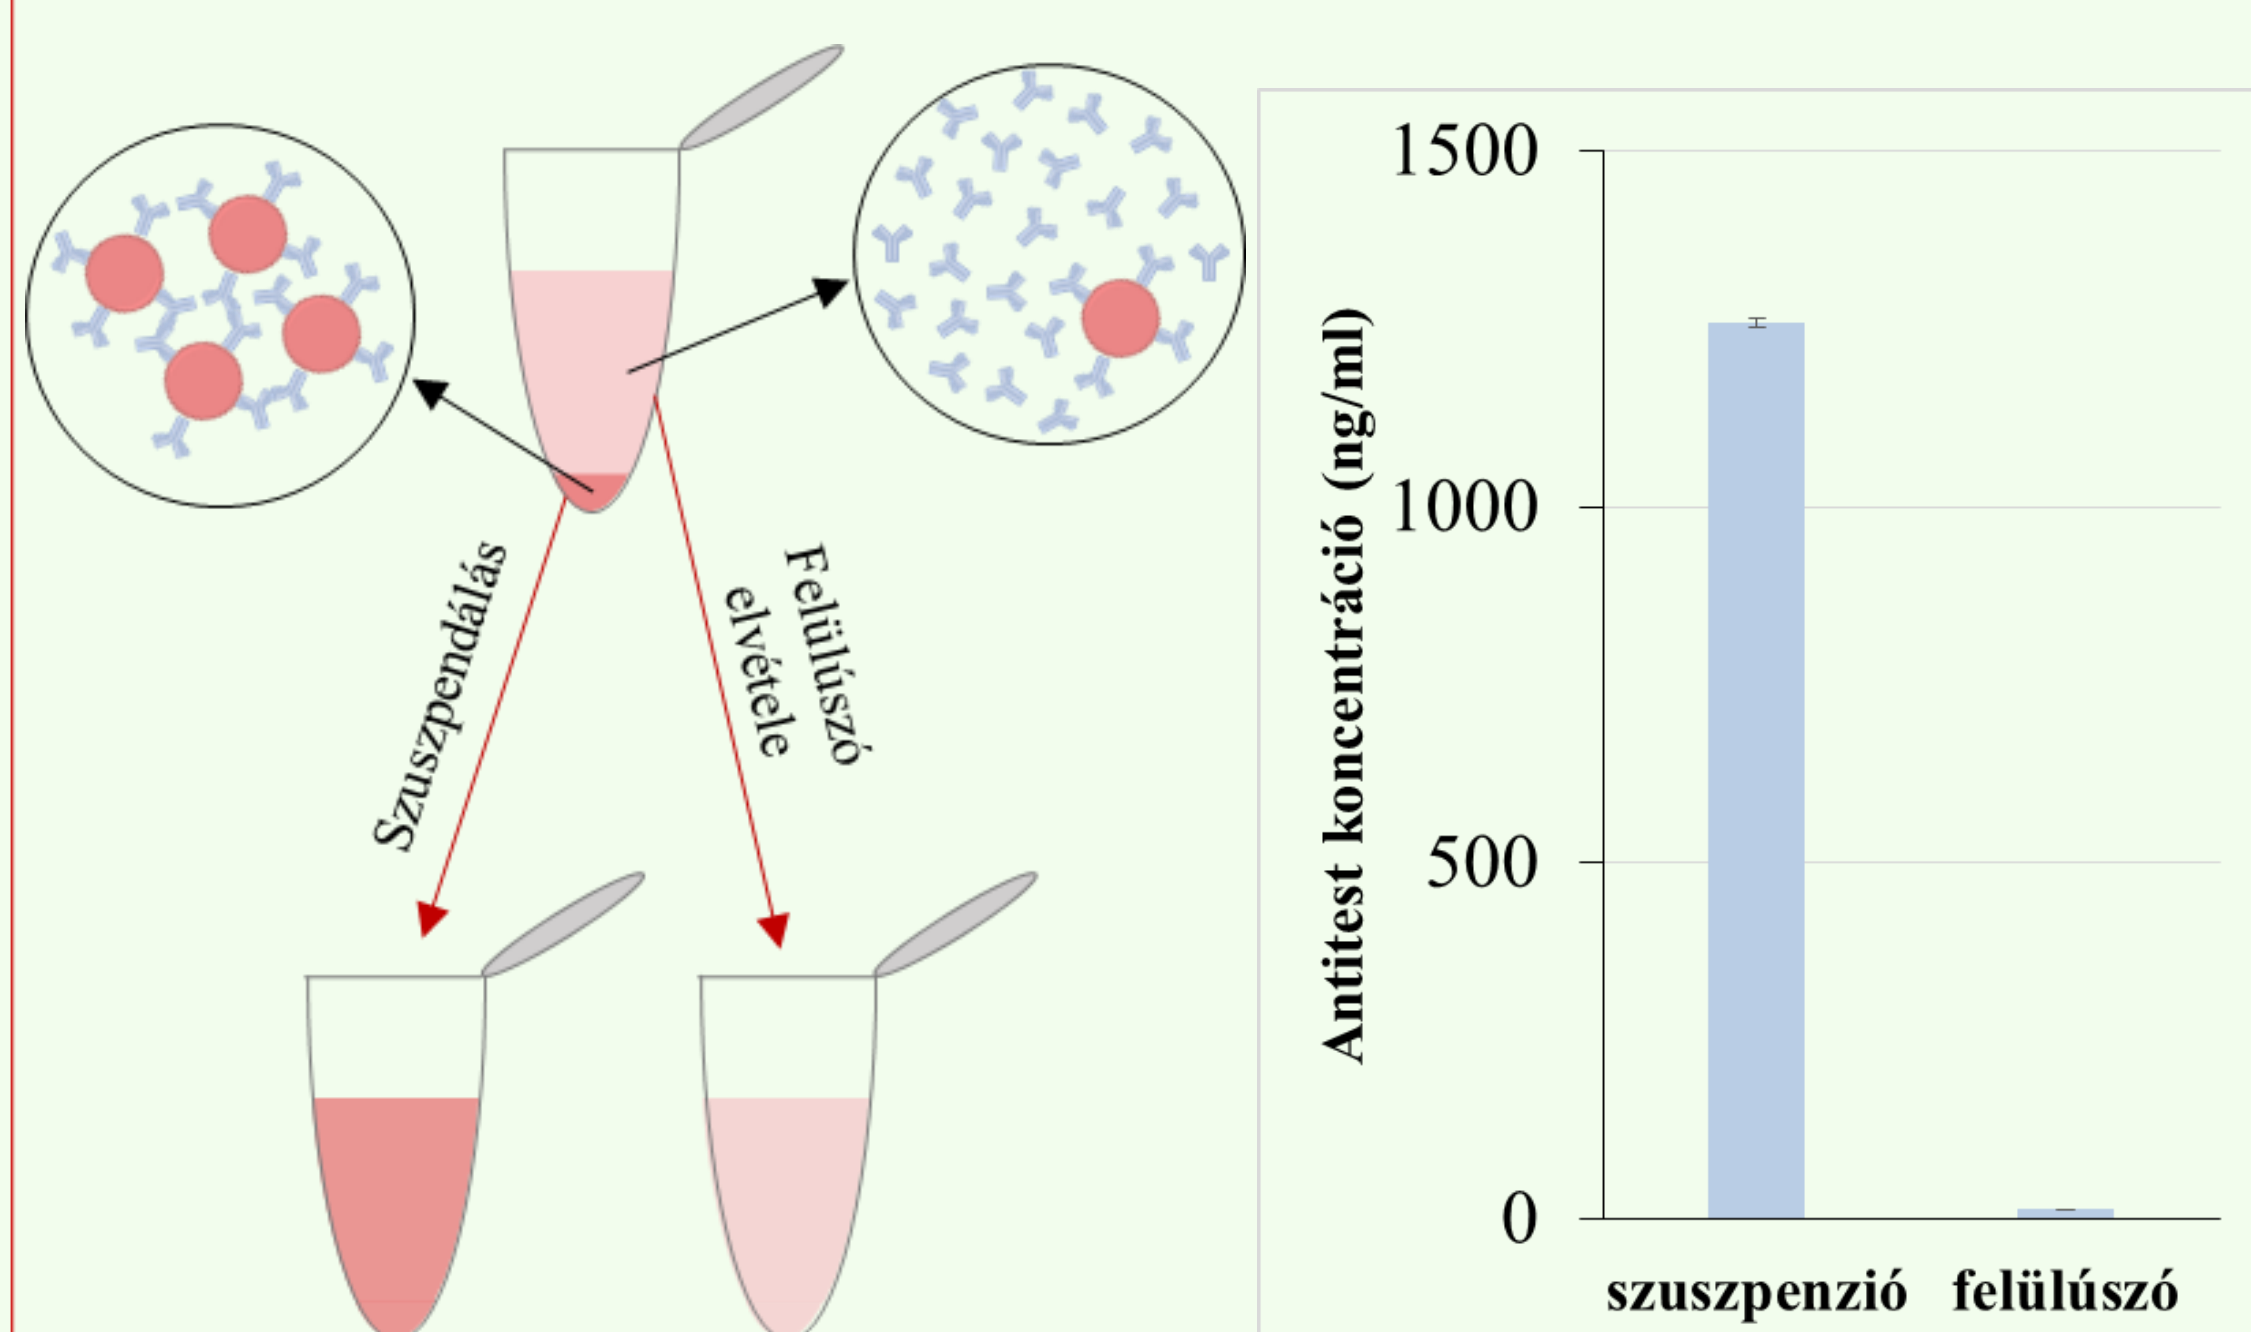 Szuszpendálás
Felülúszó
elvétele
Antitest koncentráció (ng/ml)
1500
1000
500
0
szuszpenzió
felülúszó